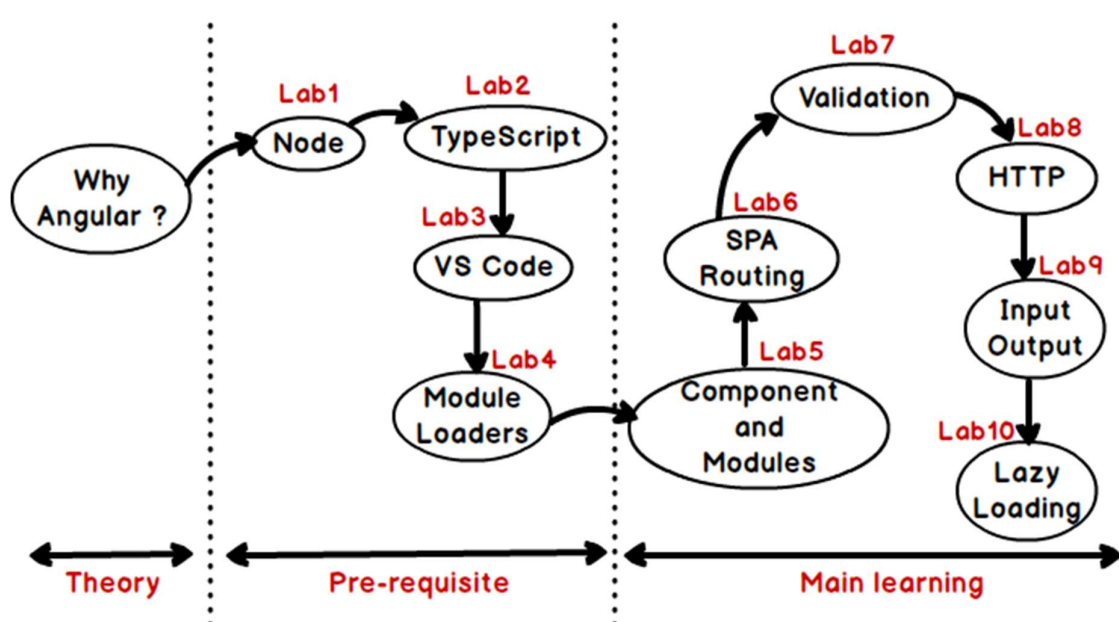 Why
Angular ?
Lab1
Node
Lab2
TypeScript
Lab3
VS Code
Lab4
Module
Loaders
Lab5
Component
and
Modules
Lab6
SPA
Routing
Lab7
Validation
Lab8
HTTP
Lab9
Input
Output
Lab10
Lazy
Loading
Theory
Pre-requisite
Main learning